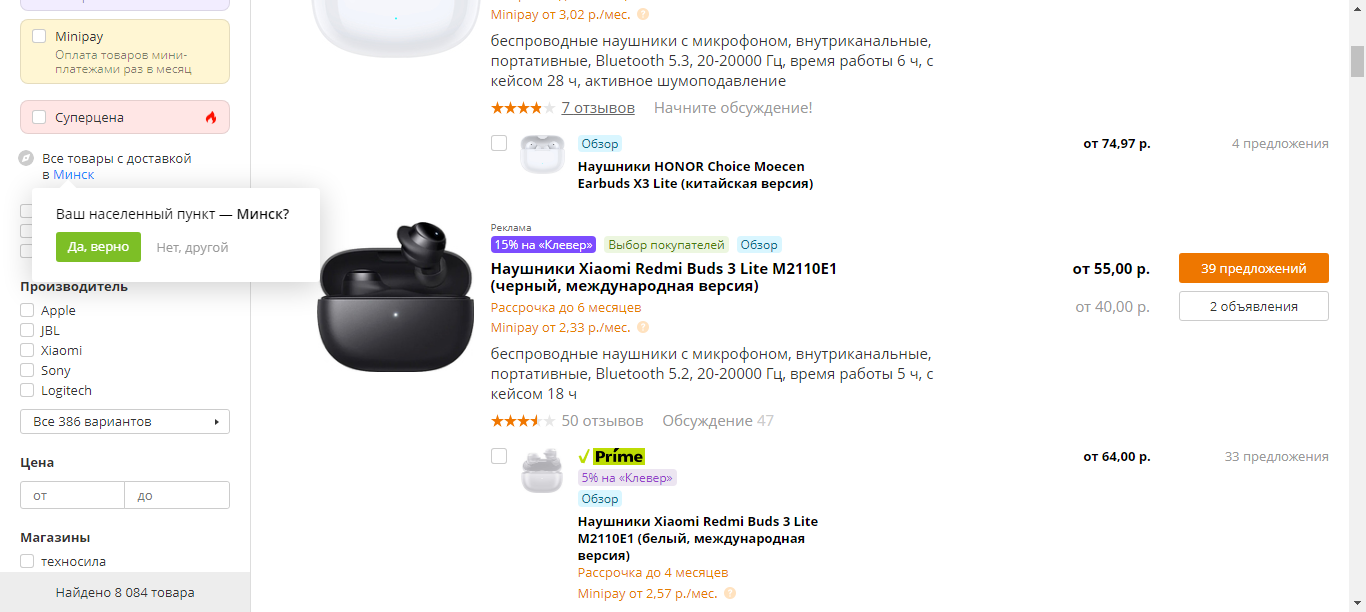 Minipay
Оплата товаров мини-
платежами раз в месяц
Суперцена
Все товары с доставкой
в Минск
Ваш населенный пункт — Минск?
Да, верно
Нет, другой
Производитель
Apple
JBL
Xiaomi
Sony
Logitech
Все 386 вариантов
Цена
от
до
Магазины
техносила
Найдено 8 084 товара
Minipay от 3,02 р./мес. ?
беспроводные наушники с микрофоном, внутриканальные,
портативные, Bluetooth 5.3, 20-20000 Гц, время работы 6 ч, с
кейсом 28 ч, активное шумоподавление
7 отзывов Начните обсуждение!
Обзор
Наушники HONOR Choice Moecen
Earbuds X3 Lite (китайская версия)
от 74,97 р.
4 предложения
Реклама
15% на «Клевер» Выбор покупателей Обзор
Наушники Xiaomi Redmi Buds 3 Lite M2110E1
(черный, международная версия)
Рассрочка до 6 месяцев
Minipay от 2,33 р./мес. ?
от 55,00 р.
39 предложений
от 40,00 р.
2 объявления
беспроводные наушники с микрофоном, внутриканальные,
портативные, Bluetooth 5.2, 20-20000 Гц, время работы 5 ч, с
кейсом 18 ч
50 отзывов Обсуждение 47
Prime
5% на «Клевер»
Обзор
Наушники Xiaomi Redmi Buds 3 Lite
M2110E1 (белый, международная
версия)
Рассрочка до 4 месяцев
Minipay от 2,57 р./мес. ?
от 64,00 р.
33 предложения